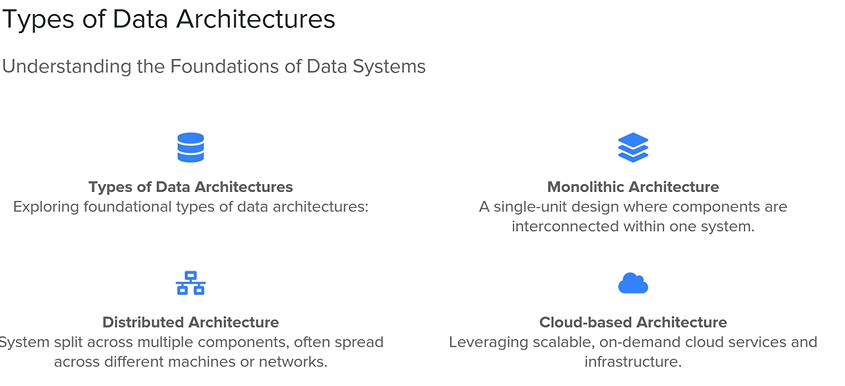 Types of Data Architectures
Understanding the Foundations of Data Systems
Types of Data Architectures
Exploring foundational types of data architectures:
Monolithic Architecture
A single-unit design where components are
interconnected within one system.
Distributed Architecture
System split across multiple components, often spread
across different machines or networks.
Cloud-based Architecture
Leveraging scalable, on-demand cloud services and
infrastructure.